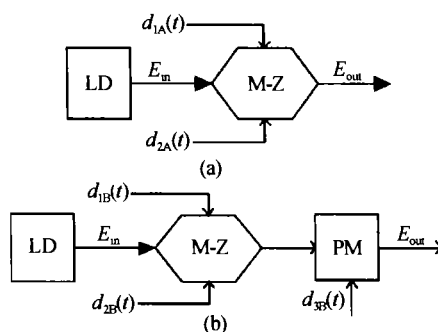 d1A(t)
LD
Ein
M-Z
Eout
d2A(t)
(a)
d1B(t)
LD
Ein
M-Z
PM
Eout
d2B(t)
d3B(t)
(b)